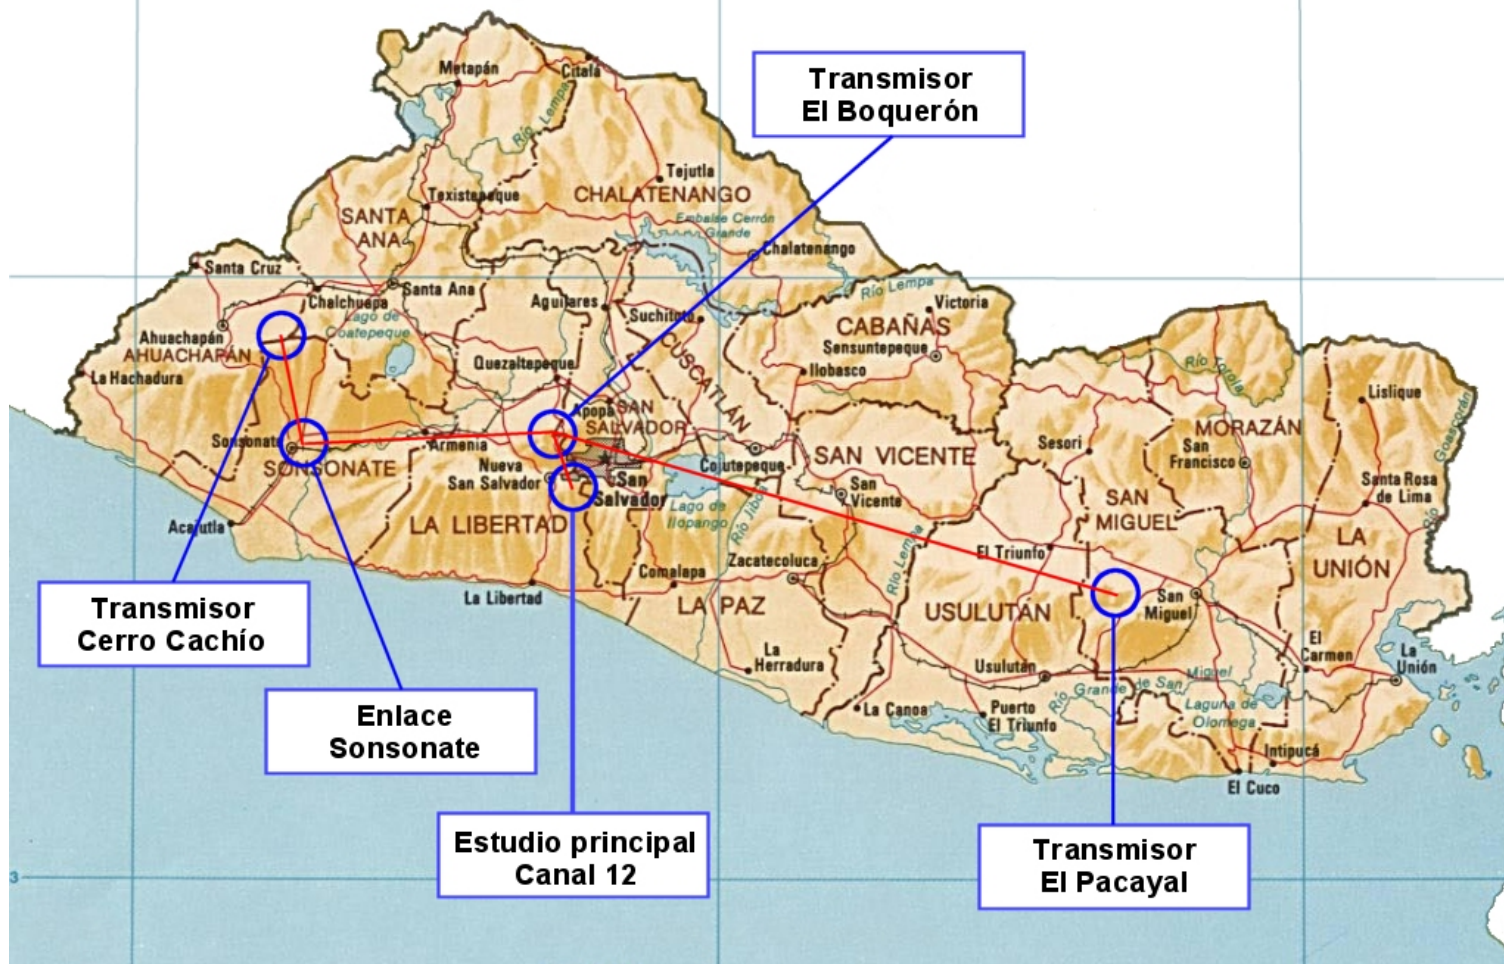 Metapán
Citalá
Transmisor
El Boquerón
Río Lempa
Tejutla
Texistepeque
CHALATENANGO
SANTA
ANA
Embalse Cerrón
Grande
Chalatenango
Santa Cruz
Santa Ana
Río Lempa
Chalchuapa
Aguilares
Victoria
Lago de
Coatepeque
Suchitoto
CABAÑAS
Ahuachapán
AHUACHAPÁN
CUSCATLÁN
Sensuntepeque
Río Torola
La Hachadura
Quezaltepeque
Ilobasco
Lislique
Apopa
SAN
SALVADOR
Río Goascorán
MORAZÁN
Sonsonate
Armenia
Sesori
San
Francisco
SONSONATE
Nueva
San Salvador
Cojutepeque
SAN VICENTE
San
Salvador
San
Vicente
Santa Rosa
de Lima
SAN
MIGUEL
Lago de
Ilopango
Río Jiboa
Acajutla
LA LIBERTAD
Río
LA
UNIÓN
Zacatecoluca
Río Lempa
El Triunfo
Comalapa
La Libertad
LA PAZ
USULUTÁN
San
Miguel
Transmisor
Cerro Cachío
La
Herradura
Usulután
El
Carmen
La
Unión
Río Grande de San Miguel
La Canoa
Puerto
El Triunfo
Laguna de
Olomega
Enlace
Sonsonate
Intipucá
El Cuco
Estudio principal
Canal 12
Transmisor
El Pacayal
3